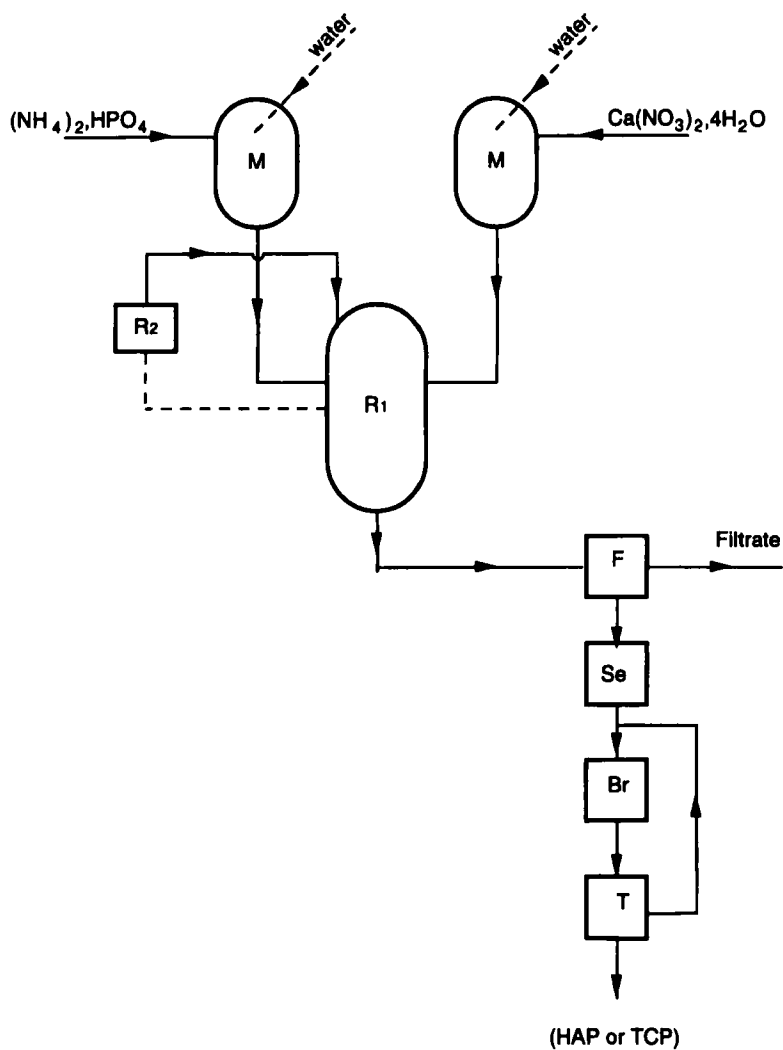 water
water
(NH₄)₂,HPO₄
Ca(NO₃)₂,4H₂O
M
M
R₂
R₁
F
Filtrate
Se
Br
T
(HAP or TCP)